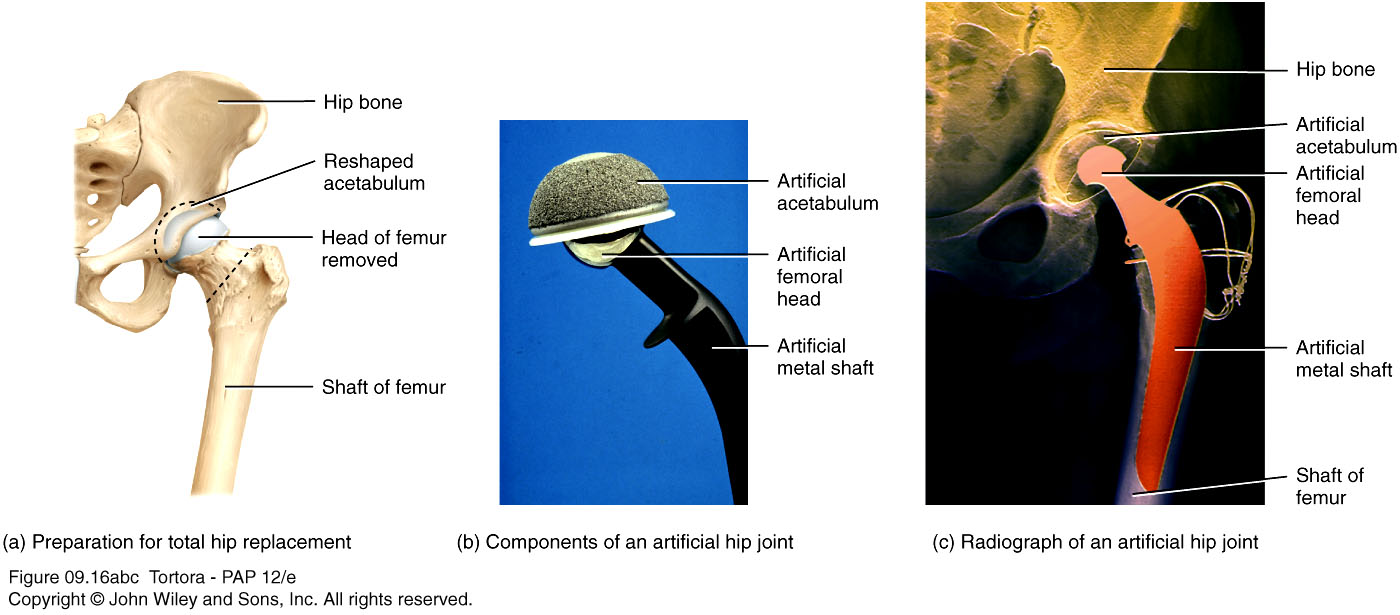 Hip bone
Reshaped
acetabulum
Head of femur
removed
Shaft of femur
(a) Preparation for total hip replacement
Artificial
acetabulum
Artificial
femoral
head
Artificial
metal shaft
(b) Components of an artificial hip joint
Hip bone
Artificial
acetabulum
Artificial
femoral
head
Artificial
metal shaft
Shaft of
femur
(c) Radiograph of an artificial hip joint
Figure 09.16abc Tortora - PAP 12/e
Copyright © John Wiley and Sons, Inc. All rights reserved.